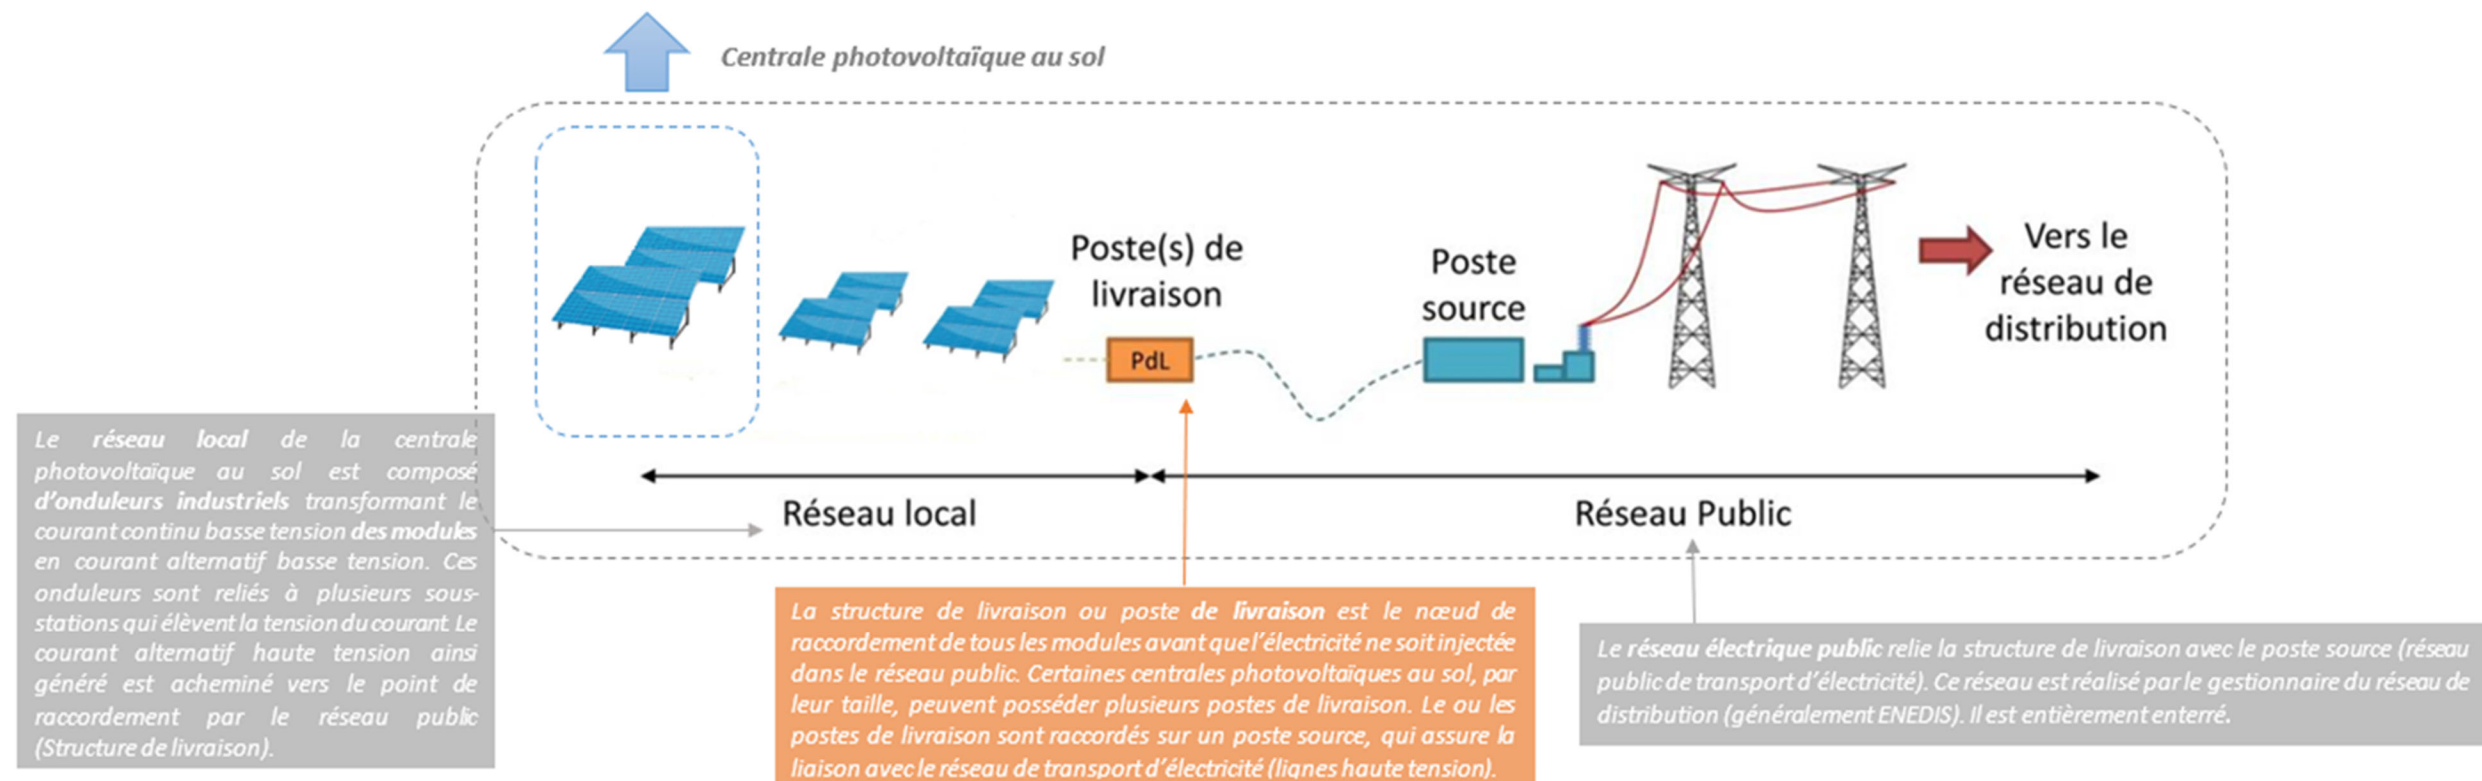 Centrale photovoltaïque au sol
Poste(s) de
livraison
PdL
Poste
source
Vers le
réseau de
distribution
Réseau local
Réseau Public
Le réseau local de la centrale
photovoltaïque au sol est composé
d'onduleurs industriels transformant le
courant continu basse tension des modules
en courant alternatif basse tension. Ces
onduleurs sont reliés à plusieurs sous-
stations qui élèvent la tension du courant. Le
courant alternatif haute tension ainsi
généré est acheminé vers le point de
raccordement par le réseau public
(Structure de livraison).
La structure de livraison ou poste de livraison est le nœud de
raccordement de tous les modules avant que l'électricité ne soit injectée
dans le réseau public. Certaines centrales photovoltaïques au sol, par
leur taille, peuvent posséder plusieurs postes de livraison. Le ou les
postes de livraison sont raccordés sur un poste source, qui assure la
liaison avec le réseau de transport d'électricité (lignes haute tension).
Le réseau électrique public relie la structure de livraison avec le poste source (réseau
public de transport d'électricité). Ce réseau est réalisé par le gestionnaire du réseau de
distribution (généralement ENEDIS). Il est entièrement enterré.